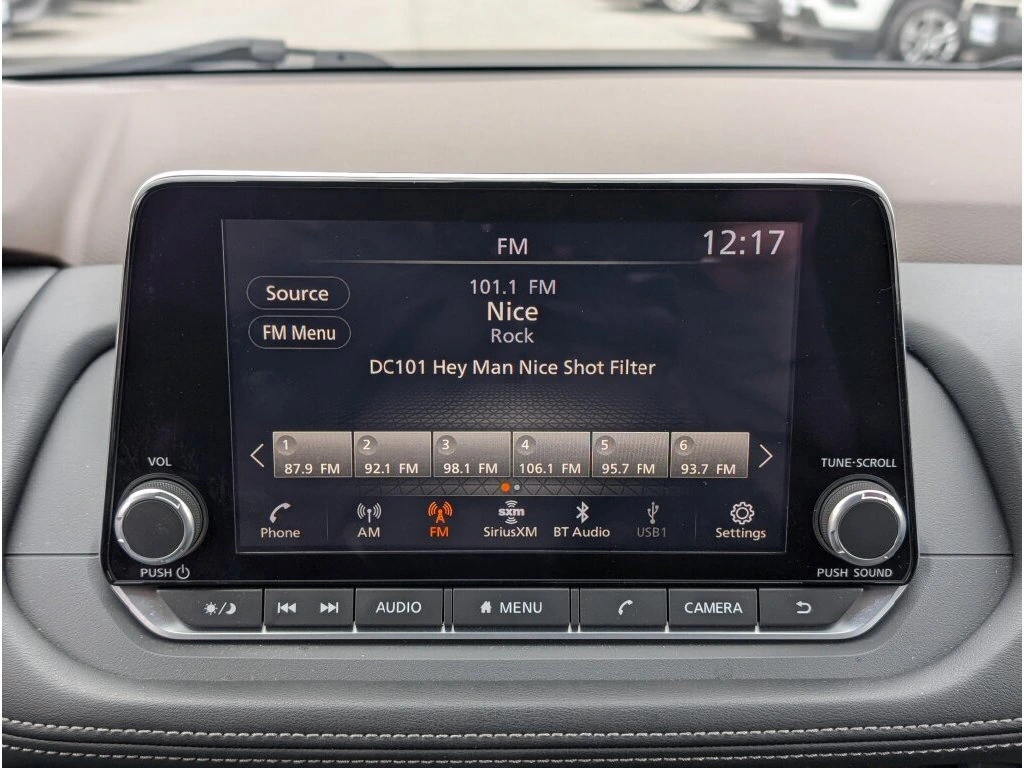 FM
12:17
Source
101.1 FM
Nice
FM Menu
Rock
DC101 Hey Man Nice Shot Filter
1 2 3 4 5 6
87.9 FM 92.1 FM 98.1 FM 106.1 FM 95.7 FM 93.7 FM
VOL
TUNE·SCROLL
sxm
Phone AM FM SiriusXM BT Audio USB1 Settings
PUSH
PUSH SOUND
AUDIO MENU CAMERA